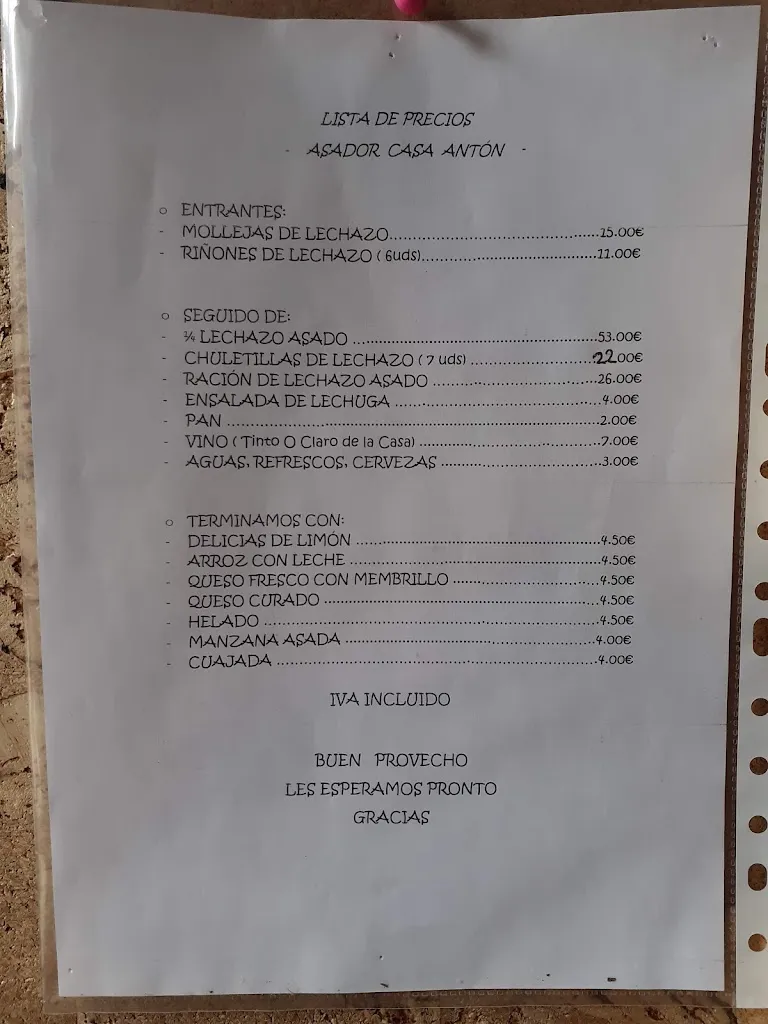 LISTA DE PRECIOS
- ASADOR CASA ANTÓN -
o ENTRANTES:
- MOLLEJAS DE LECHAZO..................................15.00€
- RIÑONES DE LECHAZO ( 6uds)............................11.00€
o SEGUIDO DE:
- ¼ LECHAZO ASADO ........................................53.00€
- CHULETILLAS DE LECHAZO ( 7 uds) ....................22.00€
- RACIÓN DE LECHAZO ASADO ...........................26.00€
- ENSALADA DE LECHUGA ..................................4.00€
- PAN ..............................................................2.00€
- VINO ( Tinto O Claro de la Casa) .............................7.00€
- AGUAS, REFRESCOS, CERVEZAS ..........................3.00€
o TERMINAMOS CON:
- DELICIAS DE LIMÓN ........................................4.50€
- ARROZ CON LECHE .........................................4.50€
- QUESO FRESCO CON MEMBRILLO ........................4.50€
- QUESO CURADO .............................................4.50€
- HELADO .......................................................4.50€
- MANZANA ASADA ..........................................4.00€
- CUAJADA .....................................................4.00€
IVA INCLUIDO
BUEN PROVECHO
LES ESPERAMOS PRONTO
GRACIAS